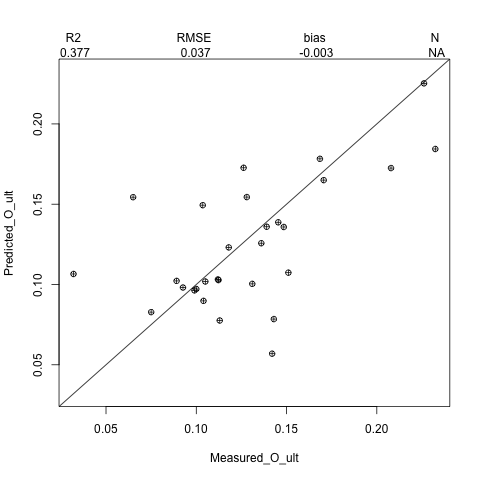 R2 RMSE bias N
0.377 0.037 -0.003 NA
Predicted_O_ult
0.20
0.15
0.10
0.05
0.05 0.10 0.15 0.20
Measured_O_ult